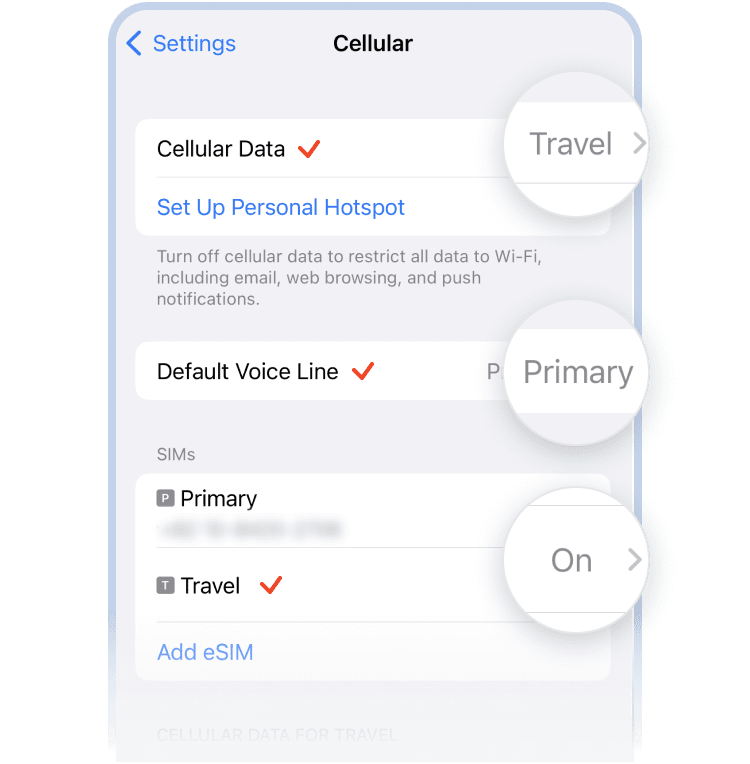 Settings
Cellular
Cellular Data
Travel
Set Up Personal Hotspot
Turn off cellular data to restrict all data to Wi-Fi,
including email, web browsing, and push
notifications.
Default Voice Line
P
Primary
SIMs
P Primary
T Travel
On
Add eSIM
CELLULAR DATA FOR TRAVEL